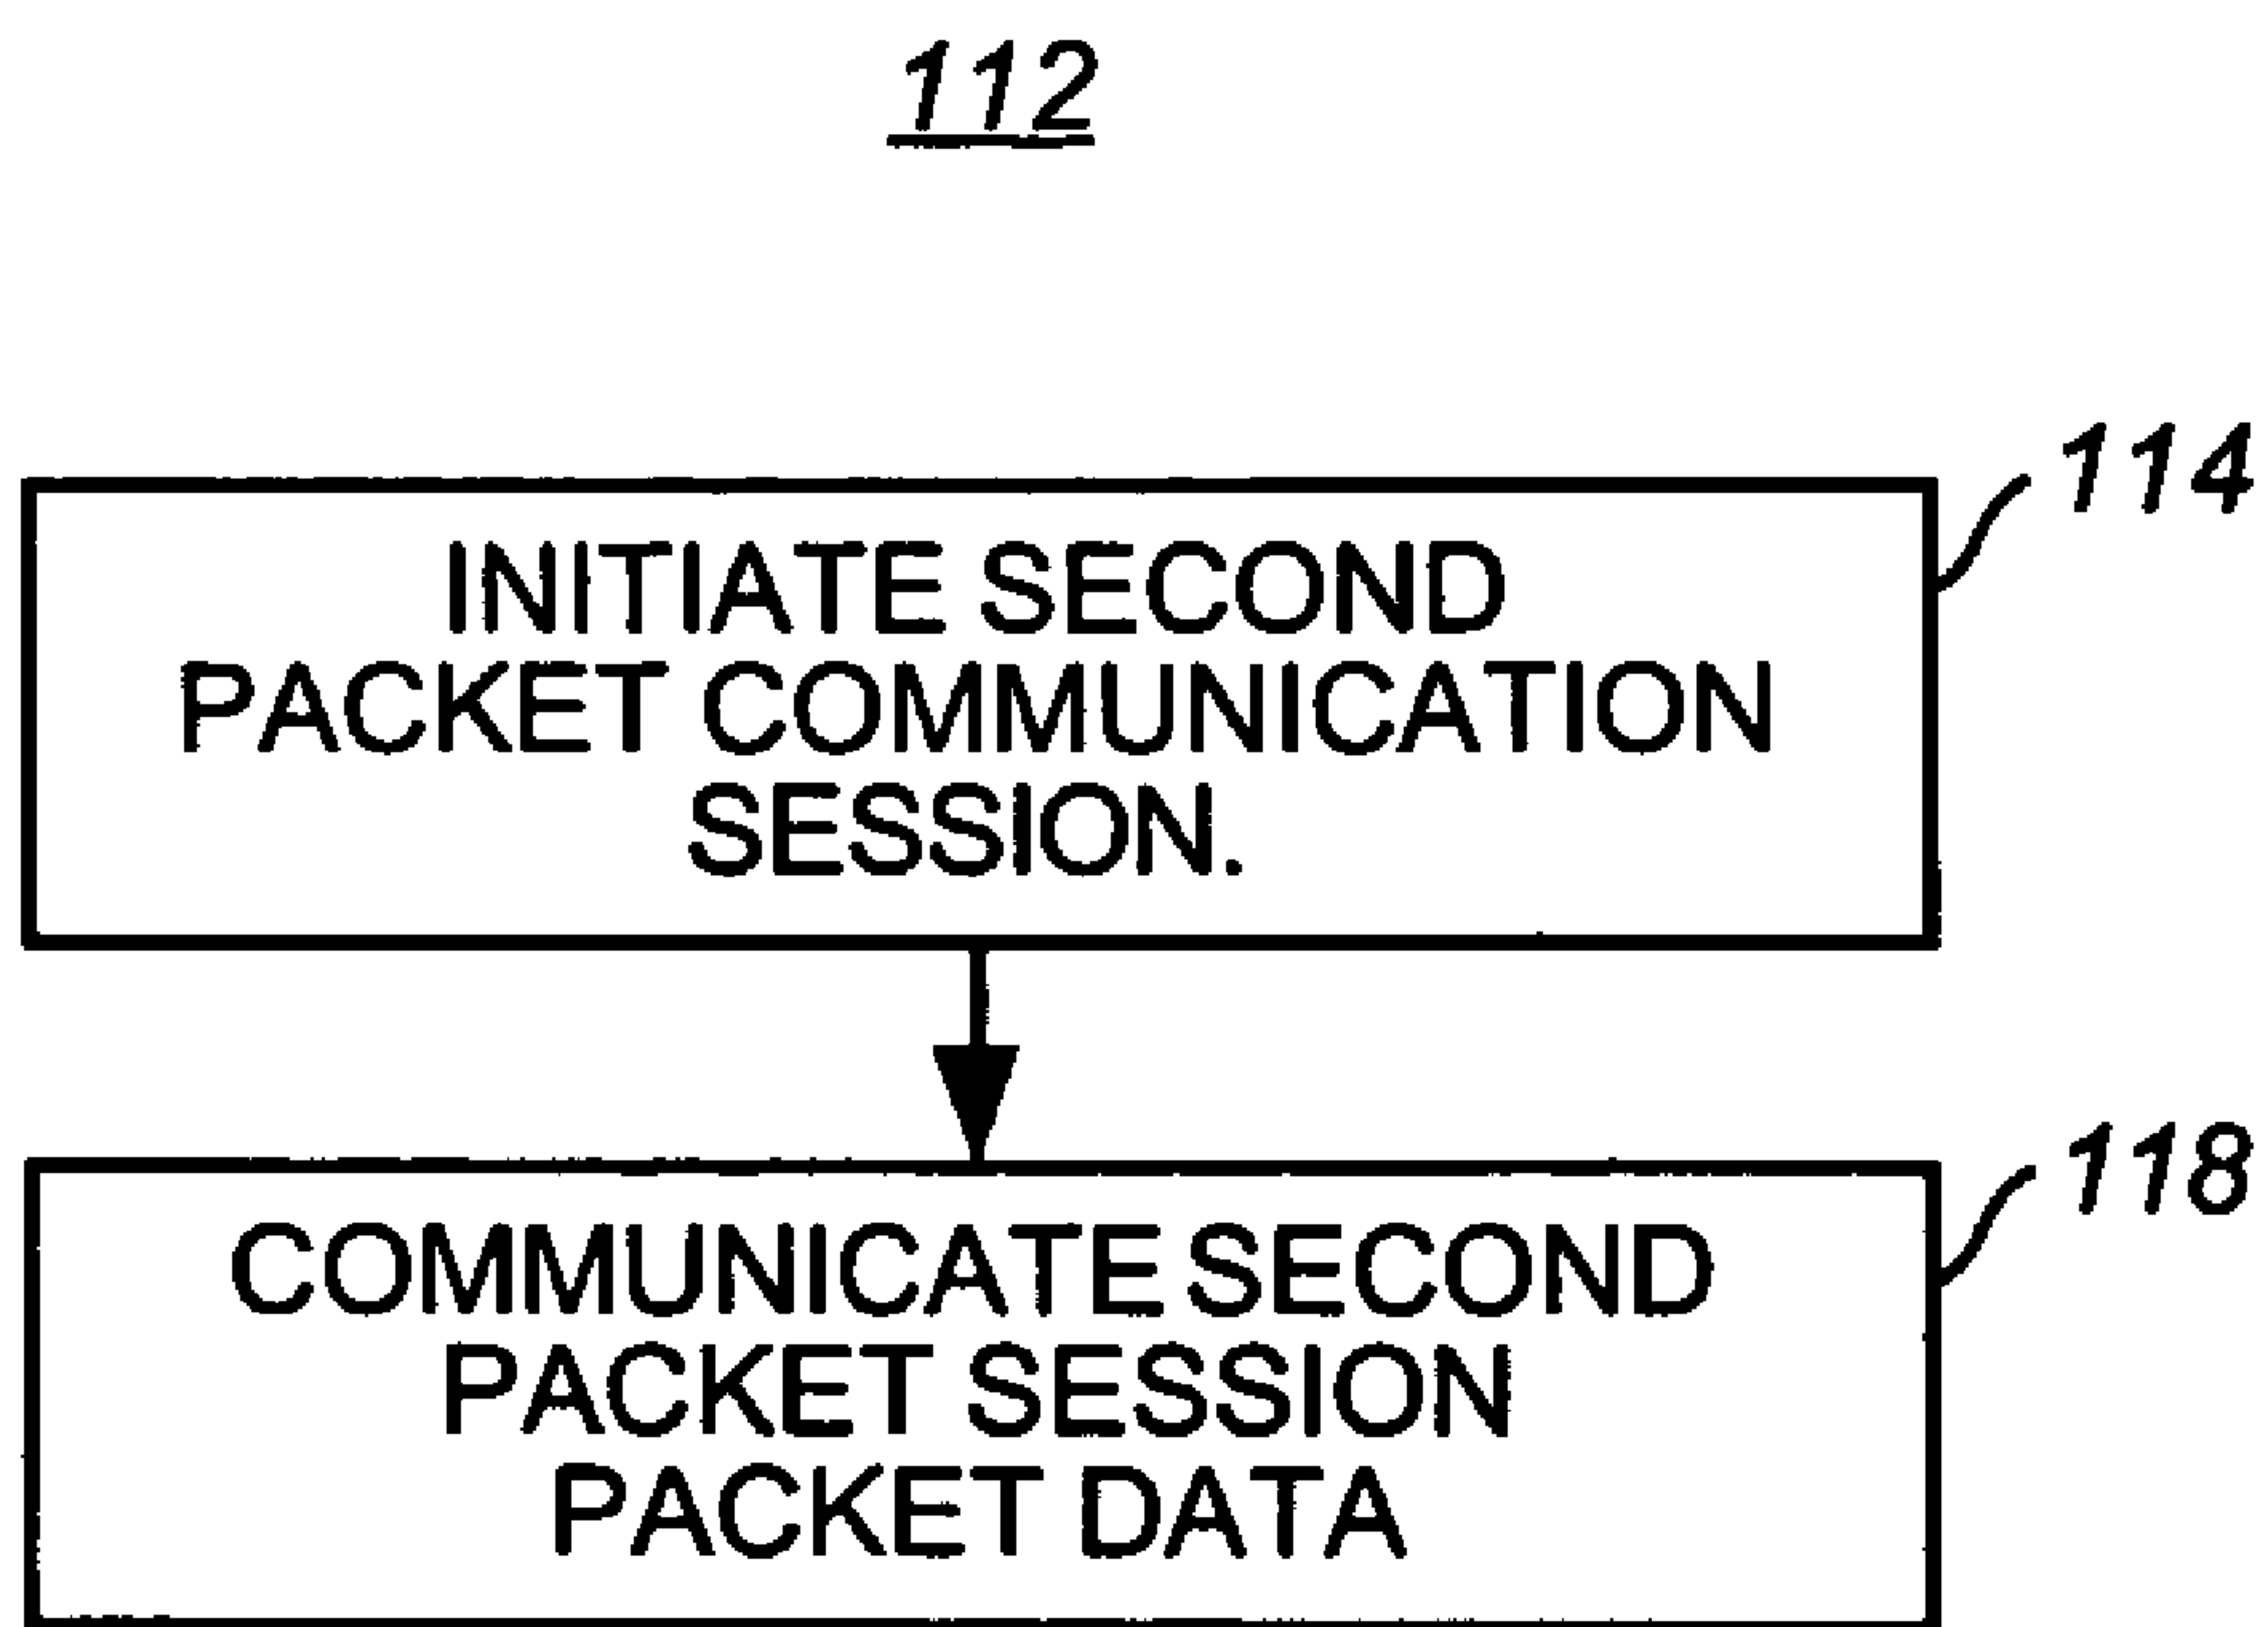 112
114
INITIATE SECOND
PACKET COMMUNICATION
SESSION.
118
COMMUNICATE SECOND
PACKET SESSION
PACKET DATA